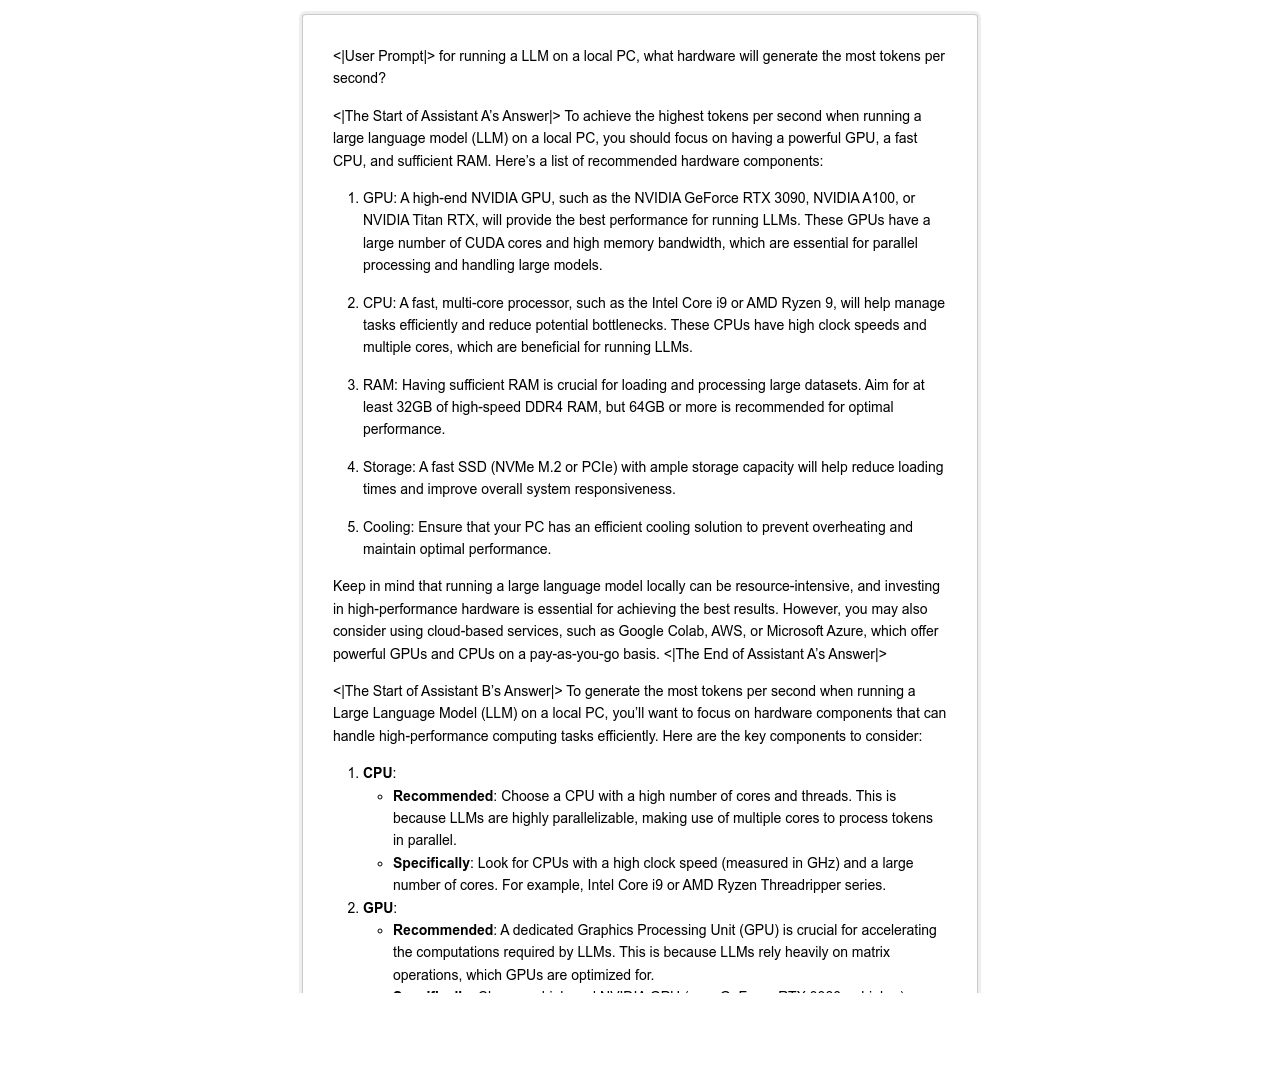 <|User Prompt|> for running a LLM on a local PC, what hardware will generate the most tokens per
second?
<|The Start of Assistant A’s Answer|> To achieve the highest tokens per second when running a
large language model (LLM) on a local PC, you should focus on having a powerful GPU, a fast
CPU, and sufficient RAM. Here’s a list of recommended hardware components:
1. GPU: A high-end NVIDIA GPU, such as the NVIDIA GeForce RTX 3090, NVIDIA A100, or
NVIDIA Titan RTX, will provide the best performance for running LLMs. These GPUs have a
large number of CUDA cores and high memory bandwidth, which are essential for parallel
processing and handling large models.
2. CPU: A fast, multi-core processor, such as the Intel Core i9 or AMD Ryzen 9, will help manage
tasks efficiently and reduce potential bottlenecks. These CPUs have high clock speeds and
multiple cores, which are beneficial for running LLMs.
3. RAM: Having sufficient RAM is crucial for loading and processing large datasets. Aim for at
least 32GB of high-speed DDR4 RAM, but 64GB or more is recommended for optimal
performance.
4. Storage: A fast SSD (NVMe M.2 or PCIe) with ample storage capacity will help reduce loading
times and improve overall system responsiveness.
5. Cooling: Ensure that your PC has an efficient cooling solution to prevent overheating and
maintain optimal performance.
Keep in mind that running a large language model locally can be resource-intensive, and investing
in high-performance hardware is essential for achieving the best results. However, you may also
consider using cloud-based services, such as Google Colab, AWS, or Microsoft Azure, which offer
powerful GPUs and CPUs on a pay-as-you-go basis. <|The End of Assistant A’s Answer|>
<|The Start of Assistant B’s Answer|> To generate the most tokens per second when running a
Large Language Model (LLM) on a local PC, you’ll want to focus on hardware components that can
handle high-performance computing tasks efficiently. Here are the key components to consider:
1. CPU:
◦ Recommended: Choose a CPU with a high number of cores and threads. This is
because LLMs are highly parallelizable, making use of multiple cores to process tokens
in parallel.
◦ Specifically: Look for CPUs with a high clock speed (measured in GHz) and a large
number of cores. For example, Intel Core i9 or AMD Ryzen Threadripper series.
2. GPU:
◦ Recommended: A dedicated Graphics Processing Unit (GPU) is crucial for accelerating
the computations required by LLMs. This is because LLMs rely heavily on matrix
operations, which GPUs are optimized for.